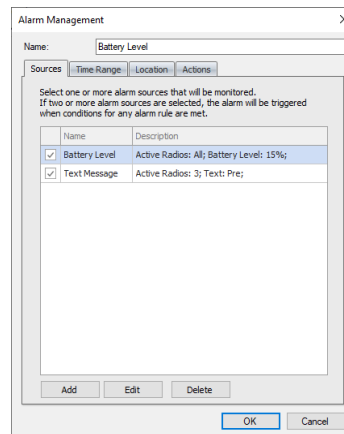 Alarm Management
Name: Battery Level
Sources Time Range Location Actions
Select one or more alarm sources that will be monitored.
If two or more alarm sources are selected, the alarm will be triggered
when conditions for any alarm rule are met.
Name Description
Battery Level Active Radios: All; Battery Level: 15%;
Text Message Active Radios: 3; Text: Pre;
Add Edit Delete
OK Cancel